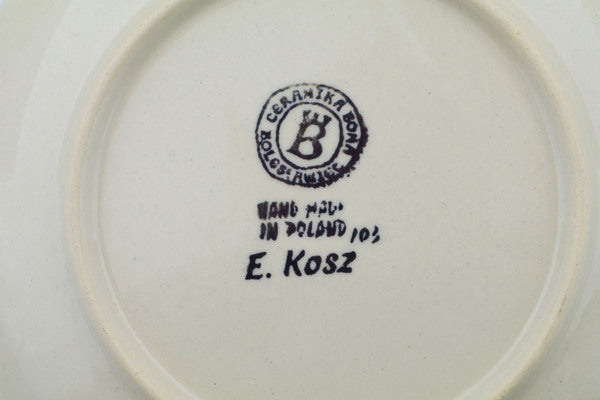 CERAMIKA BONA
BOLESŁAWIEC
B
HAND MADE
IN POLAND 103
E. KOSZ